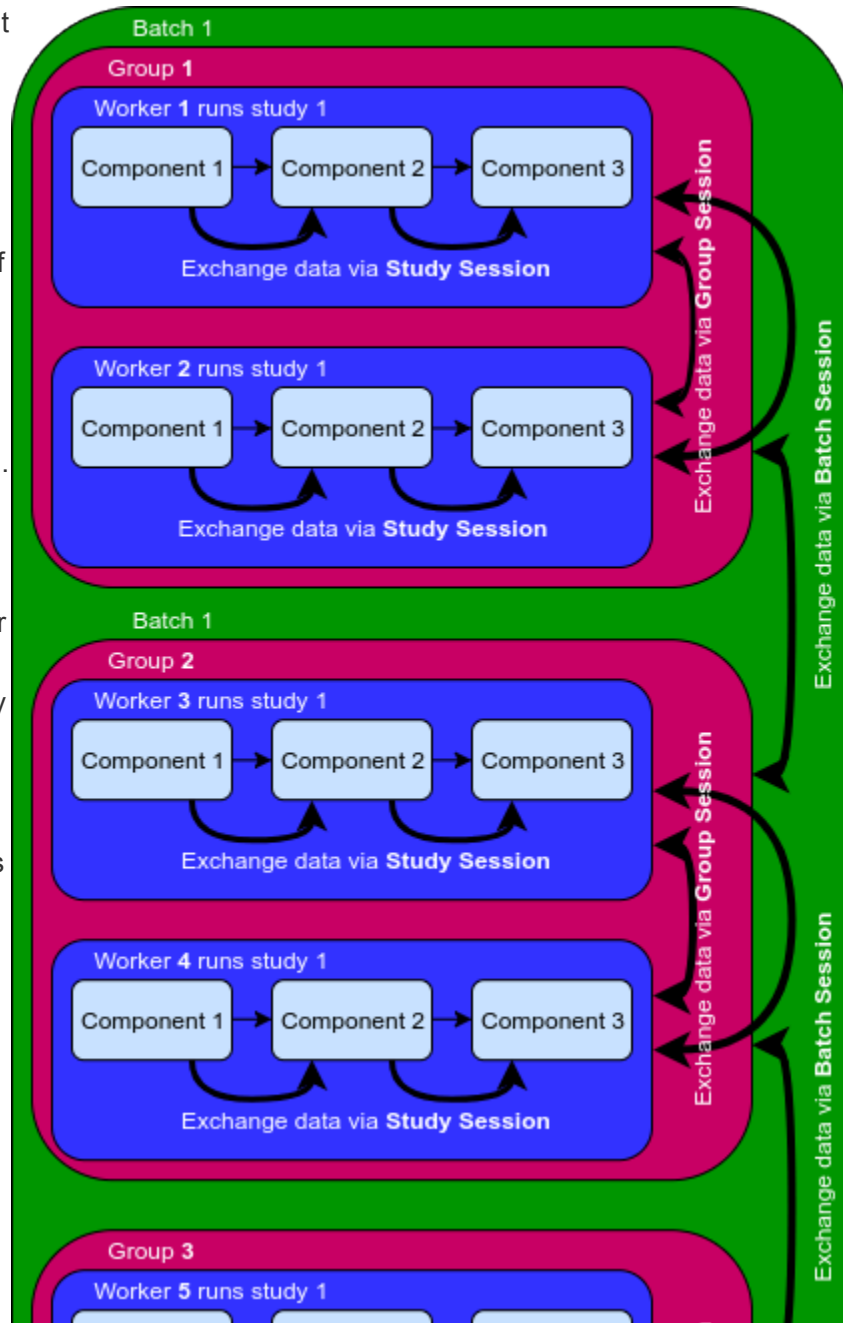 t
Batch 1
Group 1
Worker 1 runs study 1
Component 1
Component 2
Component 3
Exchange data via Study Session
f
Worker 2 runs study 1
Component 1
Component 2
Component 3
.
Exchange data via Study Session
Exchange data via Group Session
Exchange data via Batch Session
r
Batch 1
Group 2
y
Worker 3 runs study 1
Component 1
Component 2
Component 3
s
Exchange data via Study Session
Worker 4 runs study 1
Component 1
Component 2
Component 3
Exchange data via Study Session
Exchange data via Group Session
Exchange data via Batch Session
Group 3
Worker 5 runs study 1